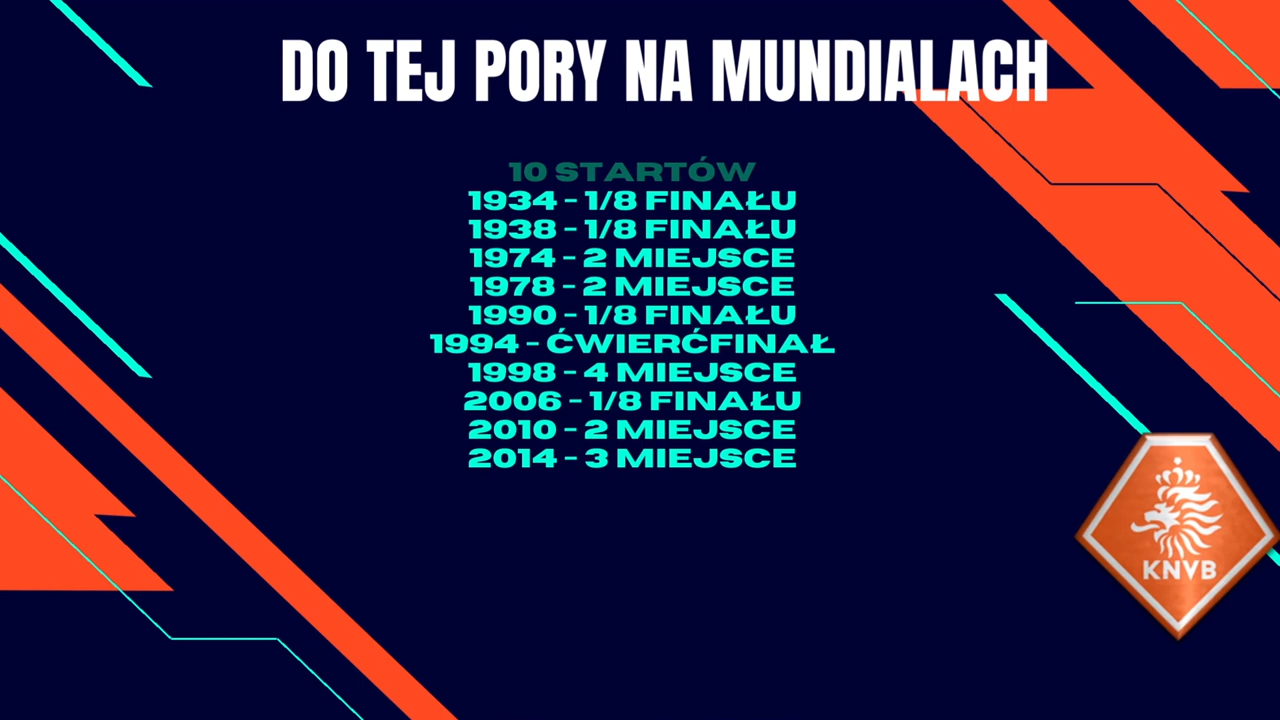 DO TEJ PORY NA MUNDIALACH
10 STARTÓW
1934 - 1/8 FINAŁU
1938 - 1/8 FINAŁU
1974 - 2 MIEJSCE
1978 - 2 MIEJSCE
1990 - 1/8 FINAŁU
1994 - ĆWIERĆFINAŁ
1998 - 4 MIEJSCE
2006 - 1/8 FINAŁU
2010 - 2 MIEJSCE
2014 - 3 MIEJSCE
KNVB